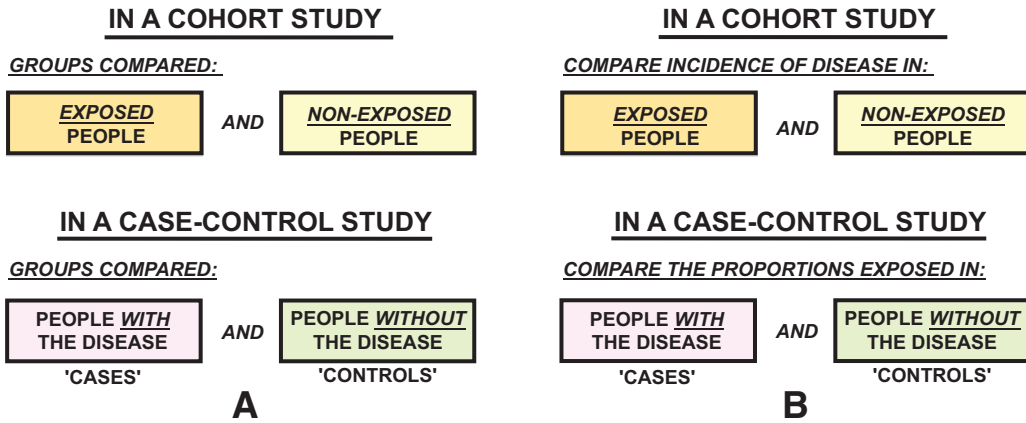 IN A COHORT STUDY
GROUPS COMPARED:
EXPOSED
PEOPLE
AND
NON-EXPOSED
PEOPLE
IN A CASE-CONTROL STUDY
GROUPS COMPARED:
PEOPLE WITH
THE DISEASE
AND
PEOPLE WITHOUT
THE DISEASE
'CASES'
'CONTROLS'
A
IN A COHORT STUDY
COMPARE INCIDENCE OF DISEASE IN:
EXPOSED
PEOPLE
AND
NON-EXPOSED
PEOPLE
IN A CASE-CONTROL STUDY
COMPARE THE PROPORTIONS EXPOSED IN:
PEOPLE WITH
THE DISEASE
AND
PEOPLE WITHOUT
THE DISEASE
'CASES'
'CONTROLS'
B